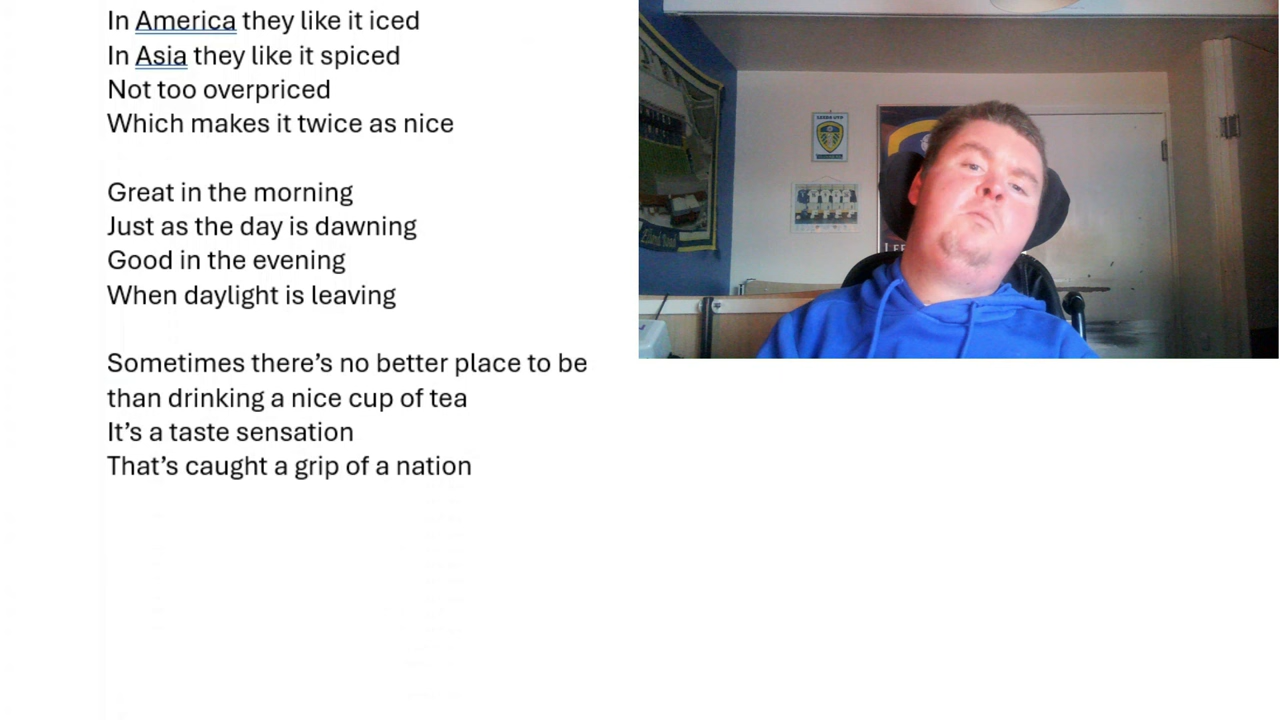 In America they like it iced
In Asia they like it spiced
Not too overpriced
Which makes it twice as nice
Great in the morning
Just as the day is dawning
Good in the evening
When daylight is leaving
Sometimes there’s no better place to be
than drinking a nice cup of tea
It’s a taste sensation
That’s caught a grip of a nation